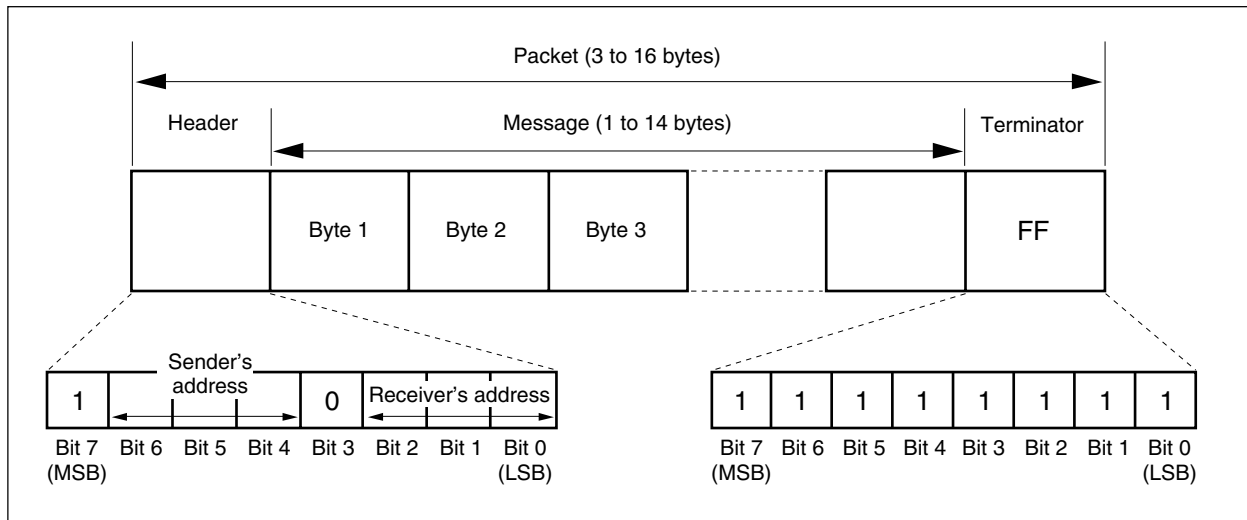 Packet (3 to 16 bytes)
Header
Message (1 to 14 bytes)
Terminator
Byte 1
Byte 2
Byte 3
FF
Sender's
address
Receiver's address
1
0
Bit 7
(MSB)
Bit 6
Bit 5
Bit 4
Bit 3
Bit 2
Bit 1
Bit 0
(LSB)
1 1 1 1 1 1 1 1
Bit 7
(MSB)
Bit 6
Bit 5
Bit 4
Bit 3
Bit 2
Bit 1
Bit 0
(LSB)